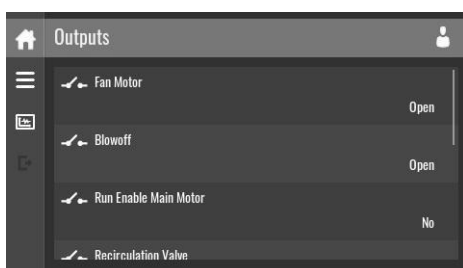 Outputs
Fan Motor
Open
Blowoff
Open
Run Enable Main Motor
No
Recirculation Valve